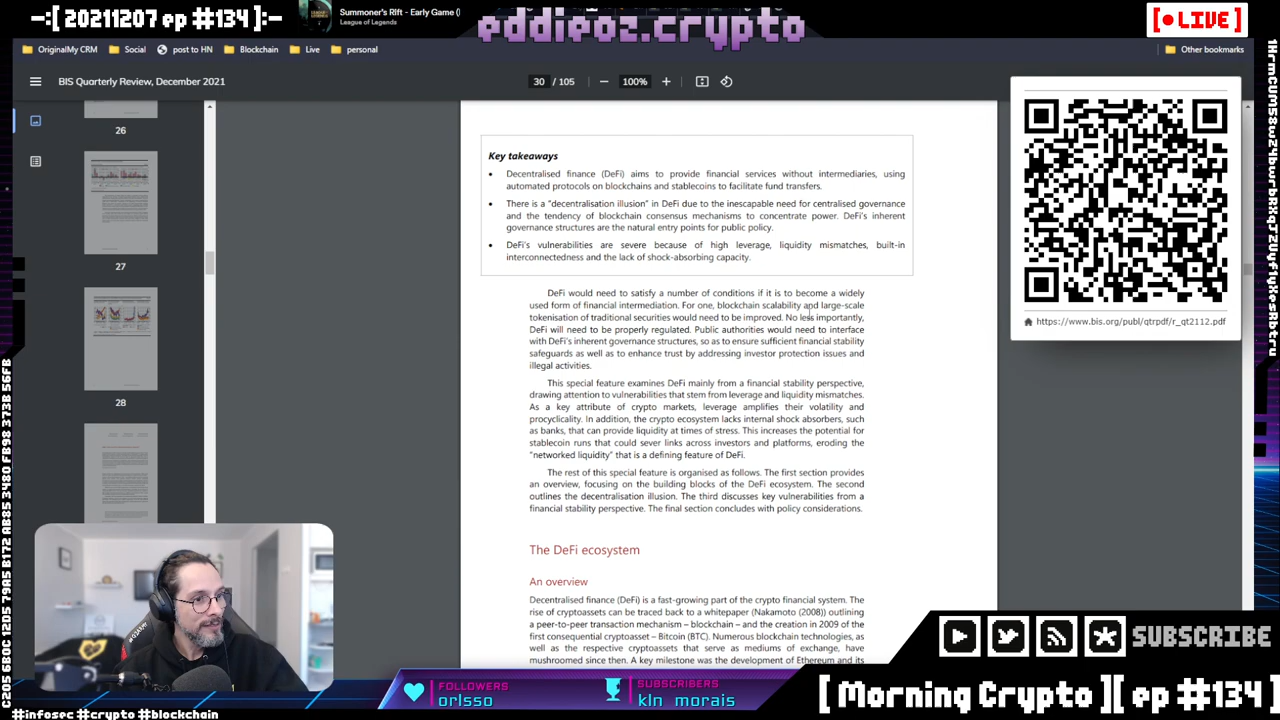 -:[ 20211207 ep #134 ]:-
Summoner's Rift - Early Game (
League of Legends
eddieoz.crypto
[ LIVE ]
OriginalMy CRM
Social
post to HN
Blockchain
Live
personal
Other bookmarks
BIS Quarterly Review, December 2021
30 / 105
100%
26
27
28
Key takeaways
• Decentralised finance (DeFi) aims to provide financial services without intermediaries, using
automated protocols on blockchains and stablecoins to facilitate fund transfers.
• There is a "decentralisation illusion" in DeFi due to the inescapable need for centralised governance
and the tendency of blockchain consensus mechanisms to concentrate power. DeFi's inherent
governance structures are the natural entry points for public policy.
• DeFi's vulnerabilities are severe because of high leverage, liquidity mismatches, built-in
interconnectedness and the lack of shock-absorbing capacity.
DeFi would need to satisfy a number of conditions if it is to become a widely
used form of financial intermediation. For one, blockchain scalability and large-scale
tokenisation of traditional securities would need to be improved. No less importantly,
DeFi will need to be properly regulated. Public authorities would need to interface
with DeFi's inherent governance structures, so as to ensure sufficient financial stability
safeguards as well as to enhance trust by addressing investor protection issues and
illegal activities.
This special feature examines DeFi mainly from a financial stability perspective,
drawing attention to vulnerabilities that stem from leverage and liquidity mismatches.
As a key attribute of crypto markets, leverage amplifies their volatility and
procyclicality. In addition, the crypto ecosystem lacks internal shock absorbers, such
as banks, that can provide liquidity at times of stress. This increases the potential for
stablecoin runs that could sever links across investors and platforms, eroding the
"networked liquidity" that is a defining feature of DeFi.
The rest of this special feature is organised as follows. The first section provides
an overview, focusing on the building blocks of the DeFi ecosystem. The second
outlines the decentralisation illusion. The third discusses key vulnerabilities from a
financial stability perspective. The final section concludes with policy considerations.
The DeFi ecosystem
An overview
Decentralised finance (DeFi) is a fast-growing part of the crypto financial system. The
rise of cryptoassets can be traced back to a whitepaper (Nakamoto (2008)) outlining
a peer-to-peer transaction mechanism – blockchain – and the creation in 2009 of the
first consequential cryptoasset – Bitcoin (BTC). Numerous blockchain technologies, as
well as the respective cryptoassets that serve as mediums of exchange, have
mushroomed since then. A key milestone was the development of Ethereum and its
https://www.bis.org/publ/qtrpdf/r_qt2112.pdf
SUBSCRIBE
FOLLOWERS
orlsso
SUBSCRIBERS
kln_morais
[ Morning Crypto ][ ep #134 ]
#crypto #blockchain